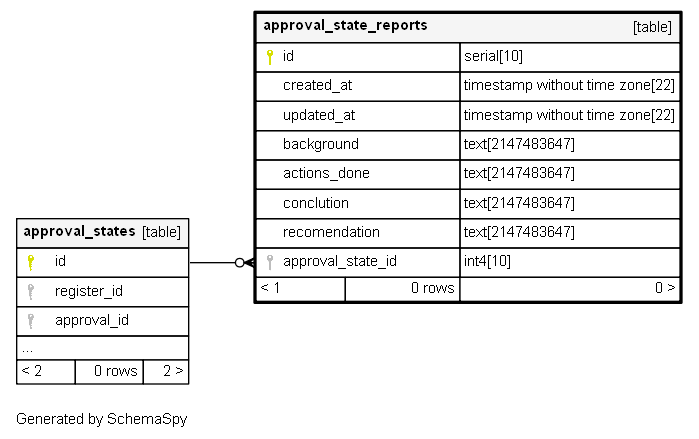 approval_state_reports [table]
id serial[10]
created_at timestamp without time zone[22]
updated_at timestamp without time zone[22]
background text[2147483647]
actions_done text[2147483647]
conclution text[2147483647]
recomendation text[2147483647]
approval_state_id int4[10]
< 1 0 rows 0 >
approval_states [table]
id
register_id
approval_id
...
< 2 0 rows 2 >
Generated by SchemaSpy